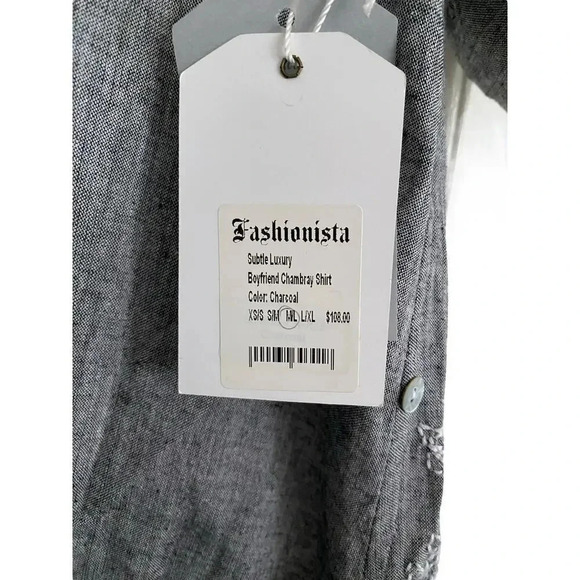 Fashionista
Subtle Luxury
Boyfriend Chambray Shirt
Color: Charcoal
XS/S S/M M/L L/XL $108.00